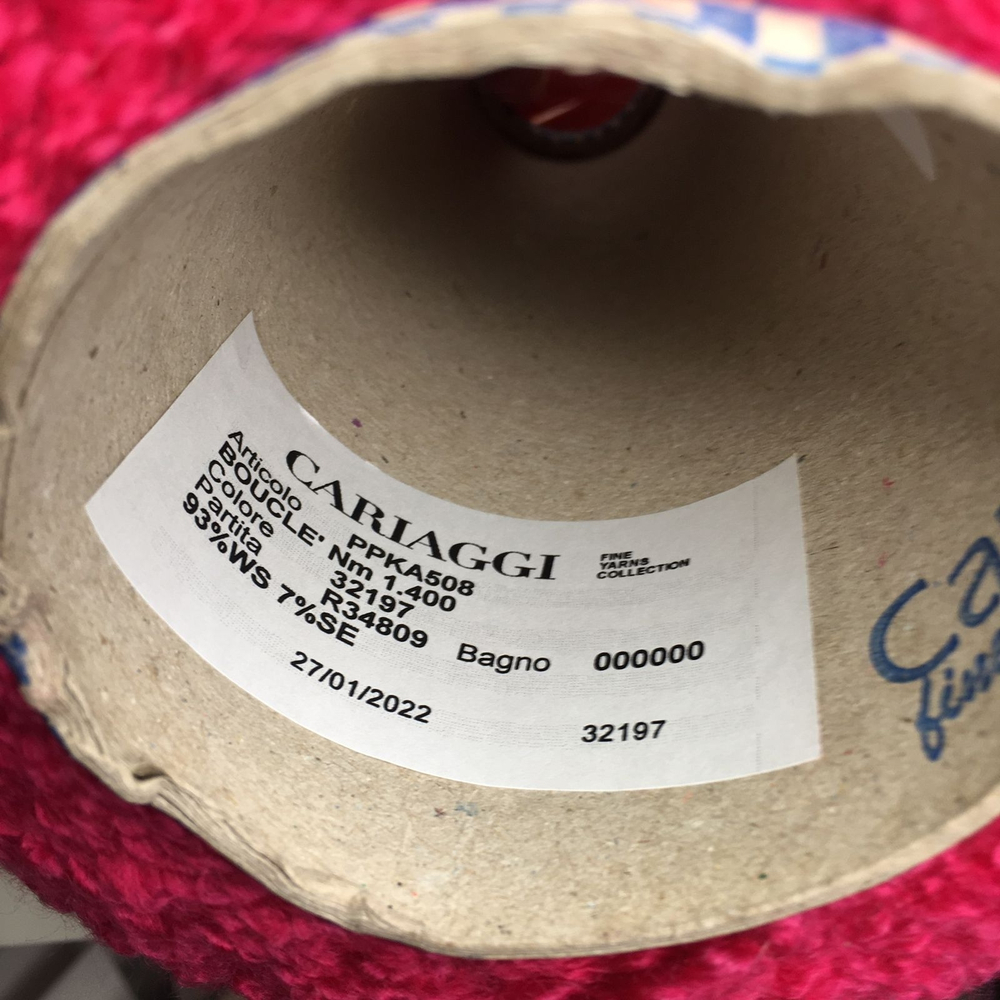 CARIAGGI
FINE
YARNS
COLLECTION
Articolo PPKA508
BOUCLE' Nm 1.400
Colore 32197
Partita R34809 Bagno 000000
93%WS 7%SE
27/01/2022 32197